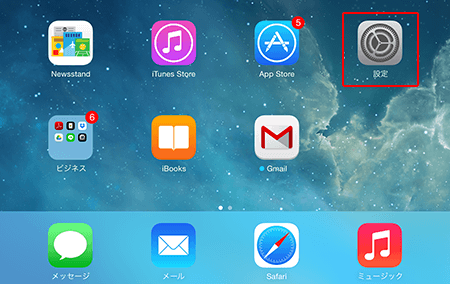 Newsstand
iTunes Store
5
App Store
設定
6
ビジネス
iBooks
Gmail
メッセージ
メール
Safari
ミュージック